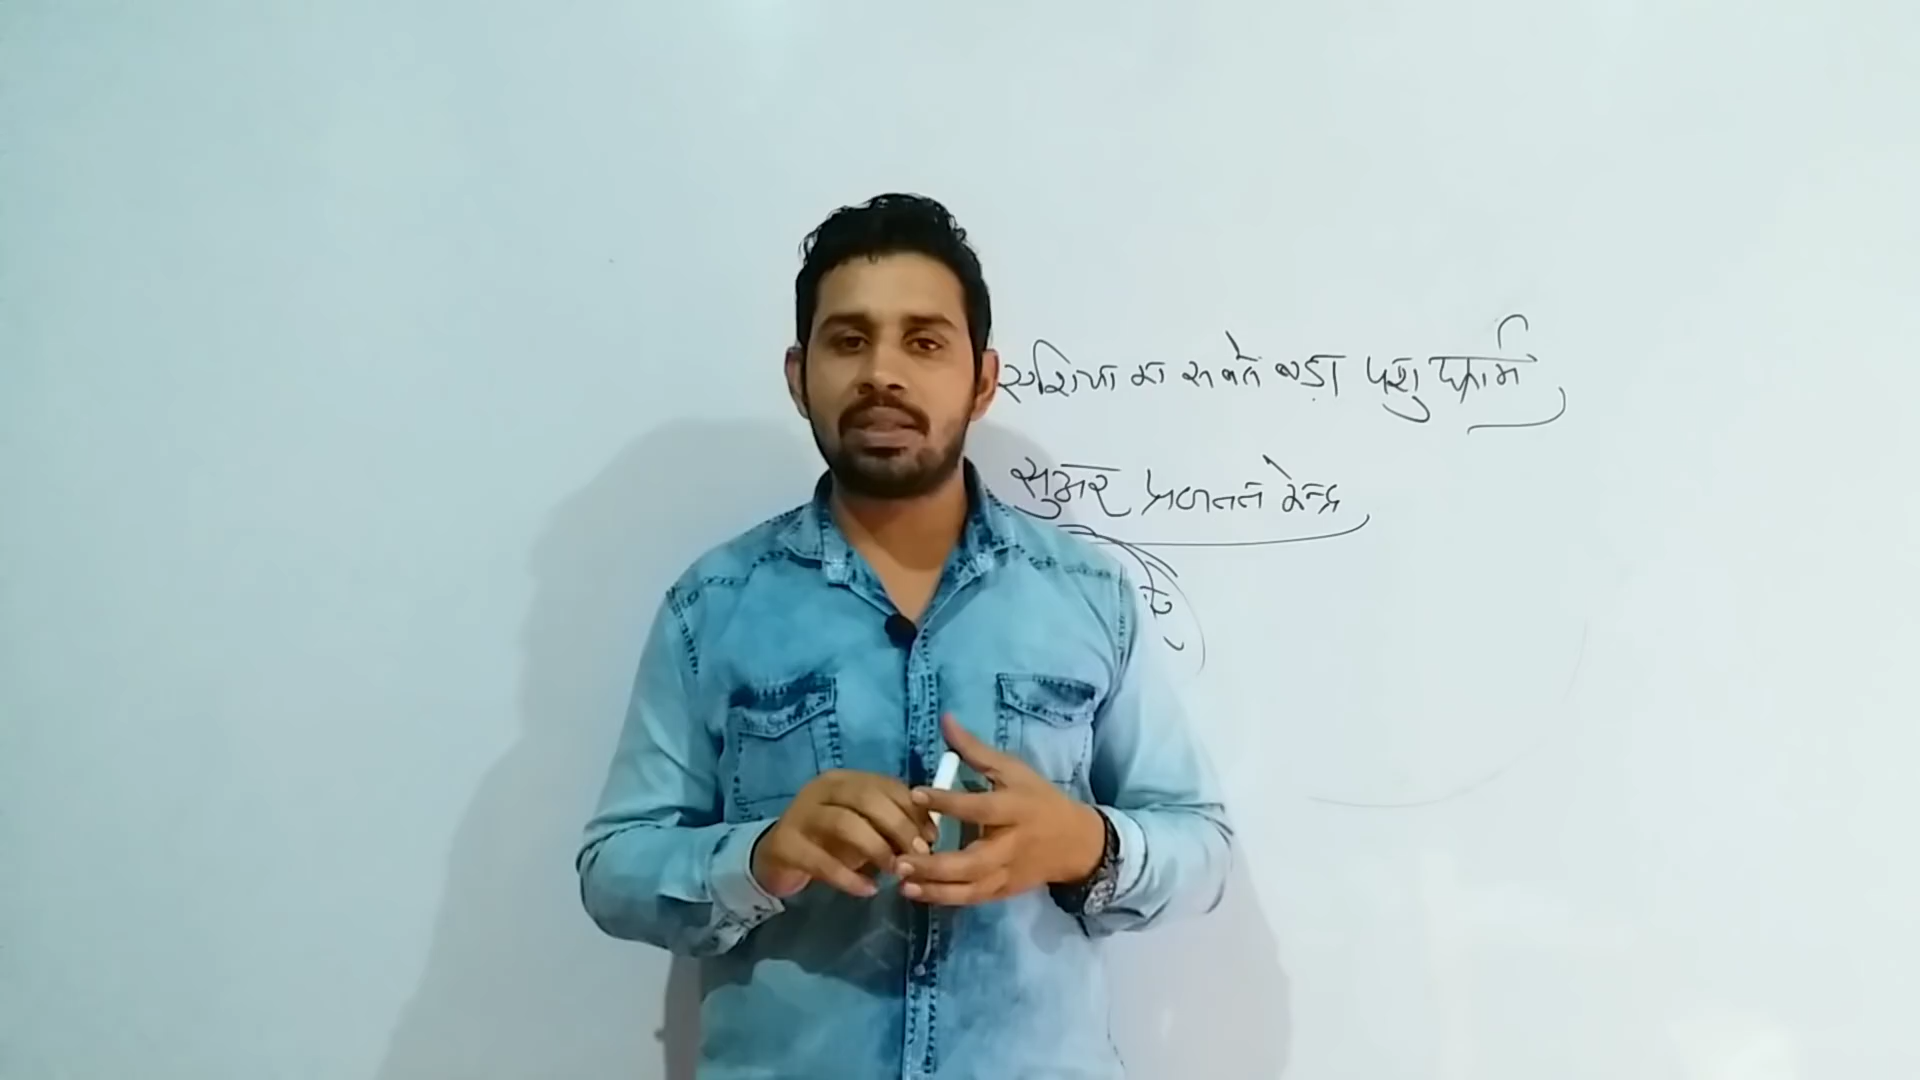 एशिया का सबसे बड़ा पशु फार्म
सुअर प्रजनन केन्द्र